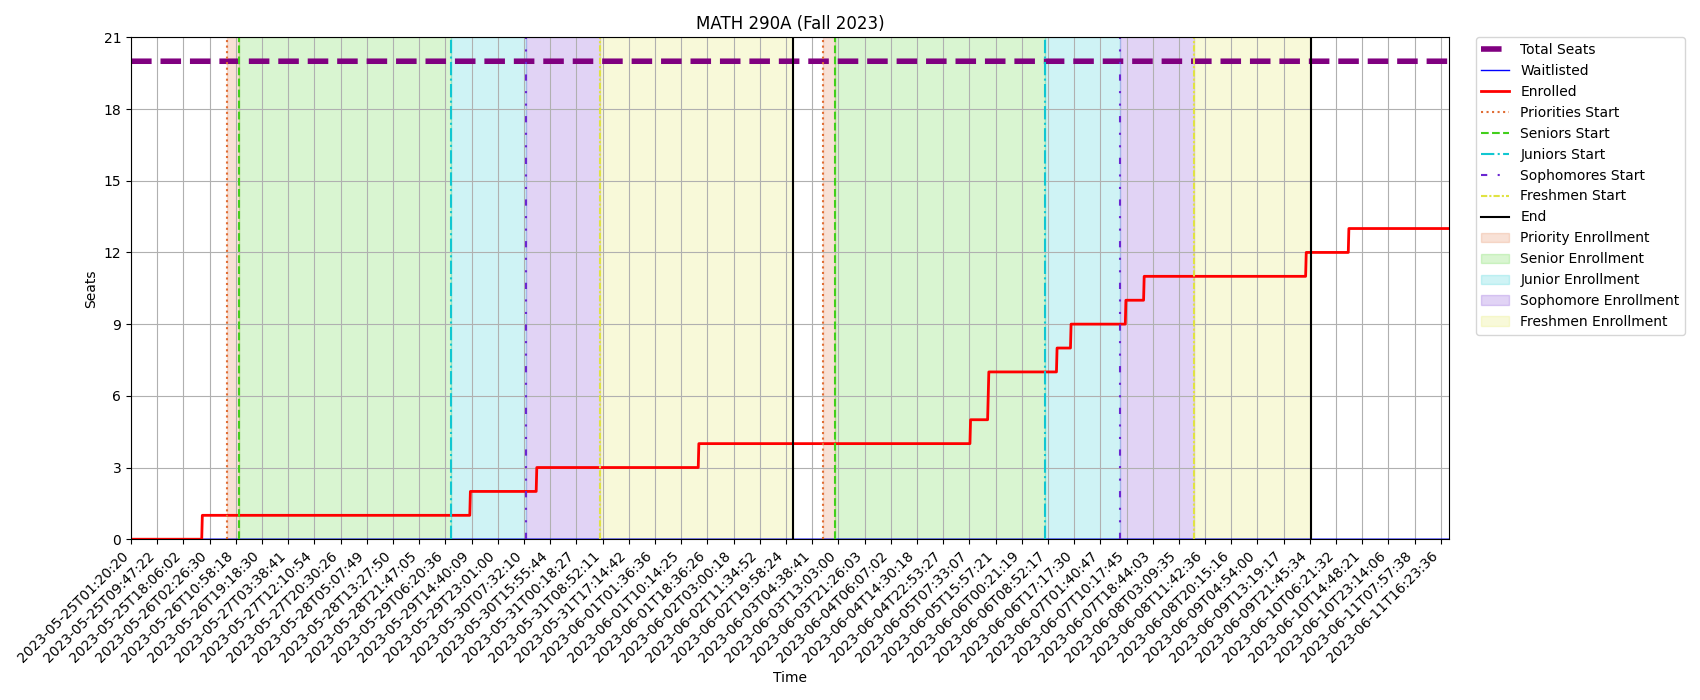 MATH 290A (Fall 2023)
21
18
15
12
9
6
3
0
Seats
2023-05-25T01:20:20
2023-05-25T09:47:22
2023-05-25T18:06:02
2023-05-26T02:26:30
2023-05-26T10:58:18
2023-05-26T19:18:30
2023-05-27T03:38:41
2023-05-27T12:10:54
2023-05-27T20:30:26
2023-05-28T05:07:49
2023-05-28T13:27:50
2023-05-28T21:47:05
2023-05-29T06:20:36
2023-05-29T14:40:09
2023-05-29T23:01:00
2023-05-30T07:32:10
2023-05-30T15:55:44
2023-05-31T00:18:27
2023-05-31T08:52:11
2023-05-31T17:14:42
2023-06-01T01:36:36
2023-06-01T10:14:25
2023-06-01T18:36:26
2023-06-02T03:00:18
2023-06-02T11:34:52
2023-06-02T19:58:24
2023-06-03T04:38:41
2023-06-03T13:03:00
2023-06-03T21:26:03
2023-06-04T06:07:02
2023-06-04T14:30:18
2023-06-04T22:53:27
2023-06-05T07:33:07
2023-06-05T15:57:21
2023-06-06T00:21:19
2023-06-06T08:52:17
2023-06-06T17:17:30
2023-06-07T01:40:47
2023-06-07T10:17:45
2023-06-07T18:44:03
2023-06-08T03:09:35
2023-06-08T11:42:36
2023-06-08T20:15:16
2023-06-09T04:54:00
2023-06-09T13:19:17
2023-06-09T21:45:34
2023-06-10T06:21:32
2023-06-10T14:48:21
2023-06-10T23:14:06
2023-06-11T07:57:38
2023-06-11T16:23:36
Time
Total Seats
Waitlisted
Enrolled
Priorities Start
Seniors Start
Juniors Start
Sophomores Start
Freshmen Start
End
Priority Enrollment
Senior Enrollment
Junior Enrollment
Sophomore Enrollment
Freshmen Enrollment